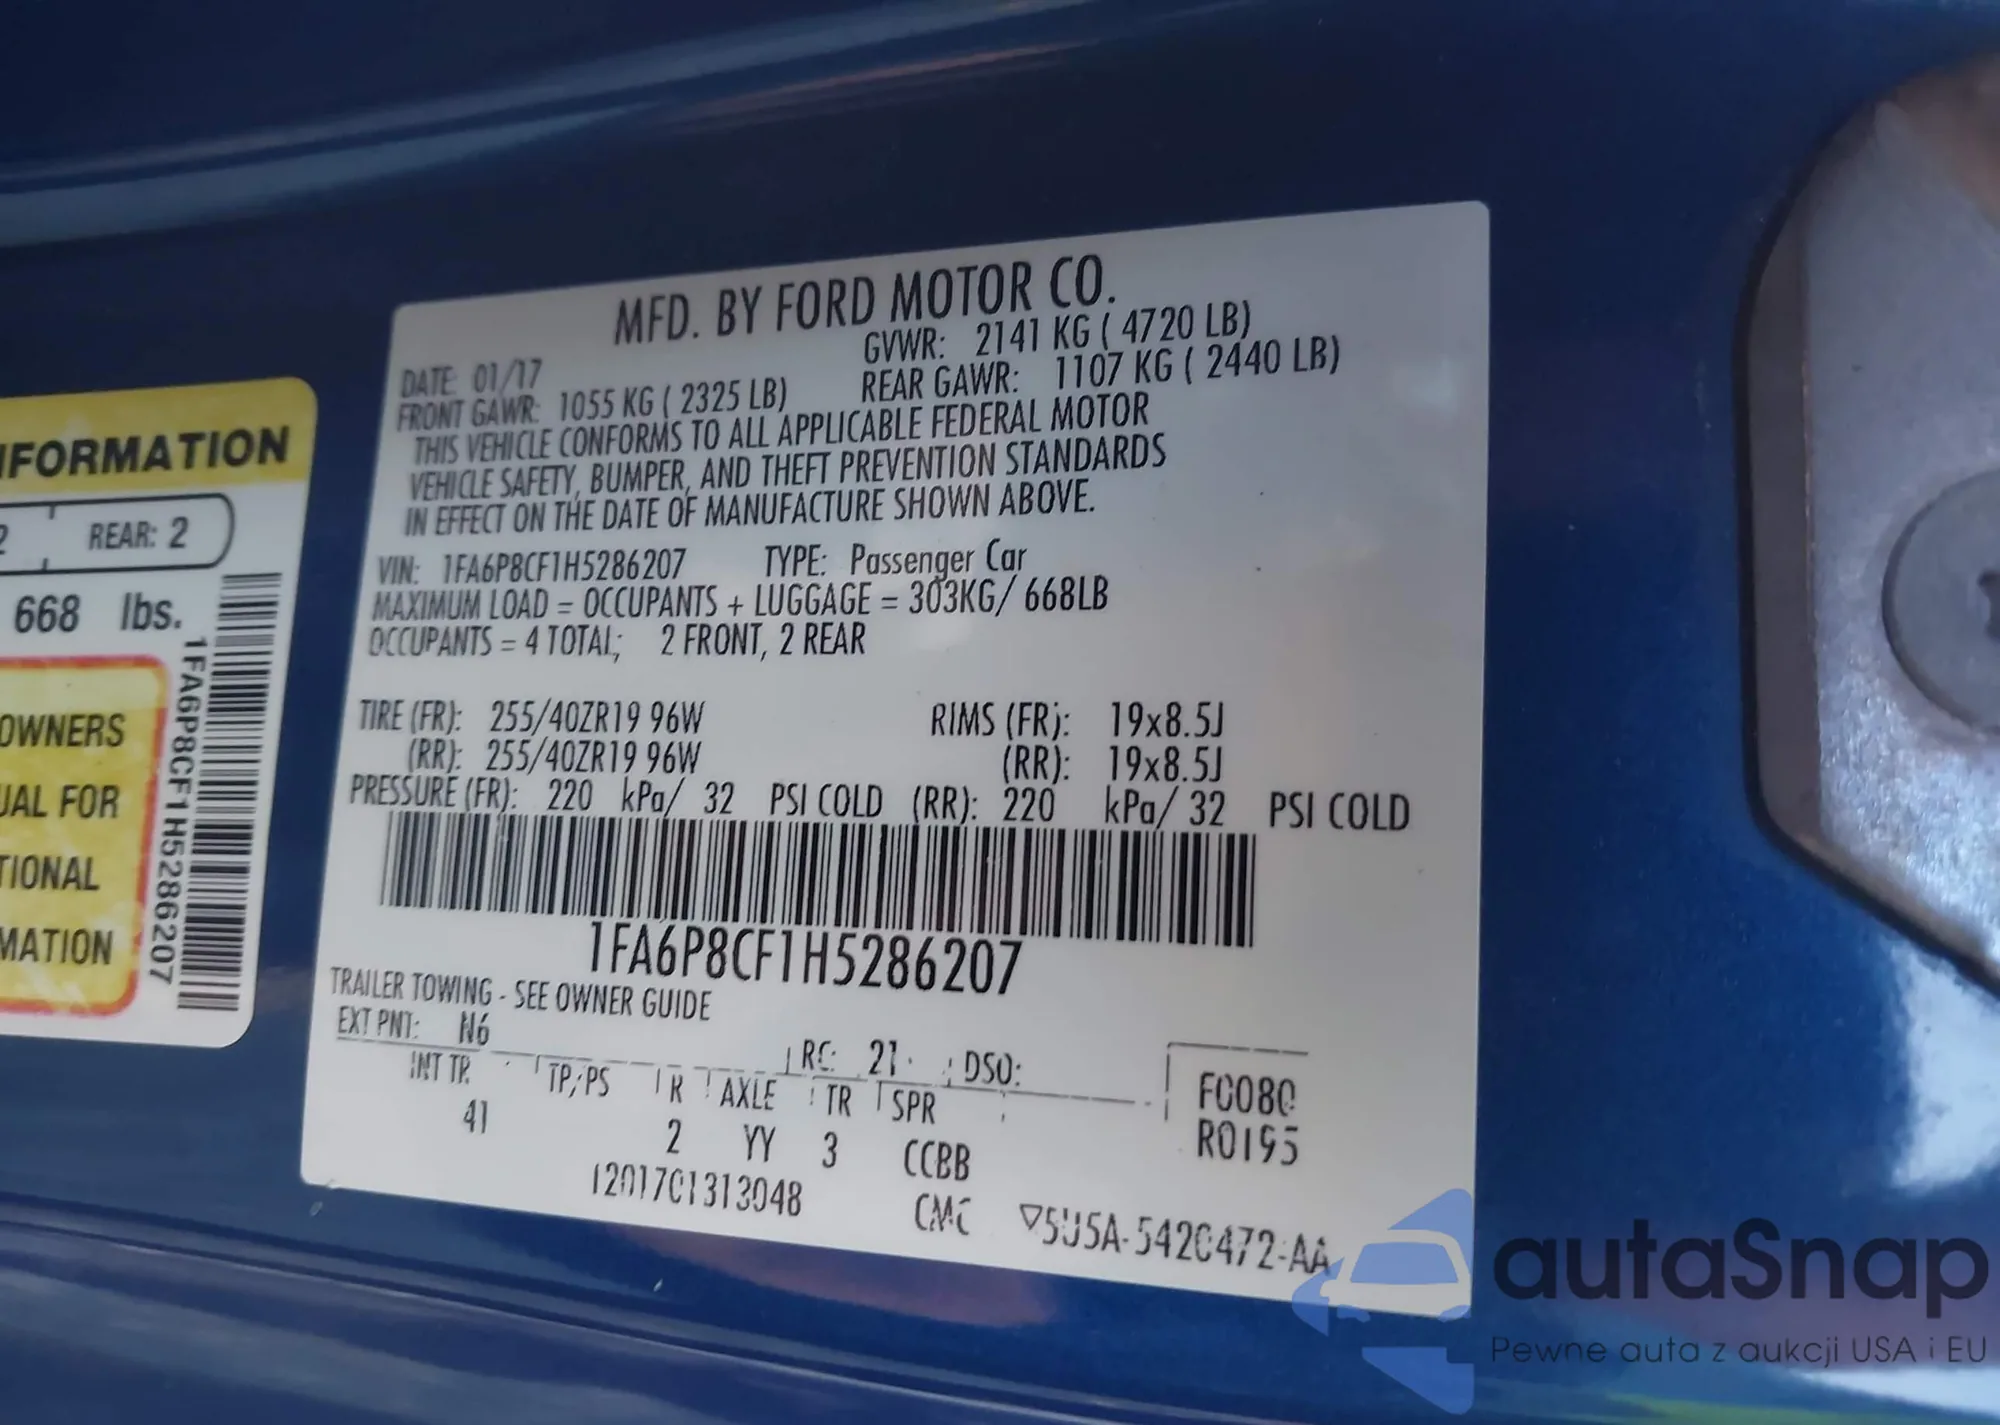 NFORMATION
REAR: 2
668 lbs.
OWNERS
UAL FOR
TIONAL
MATION
1FA6P8CF1H5286207
MFD. BY FORD MOTOR CO.
DATE: 01/17 GVWR: 2141 KG ( 4720 LB)
FRONT GAWR: 1055 KG ( 2325 LB) REAR GAWR: 1107 KG ( 2440 LB)
THIS VEHICLE CONFORMS TO ALL APPLICABLE FEDERAL MOTOR
VEHICLE SAFETY, BUMPER, AND THEFT PREVENTION STANDARDS
IN EFFECT ON THE DATE OF MANUFACTURE SHOWN ABOVE.
VIN: 1FA6P8CF1H5286207 TYPE: Passenger Car
MAXIMUM LOAD = OCCUPANTS + LUGGAGE = 303KG/ 668LB
OCCUPANTS = 4 TOTAL; 2 FRONT, 2 REAR
TIRE (FR): 255/40ZR19 96W RIMS (FR): 19x8.5J
(RR): 255/40ZR19 96W (RR): 19x8.5J
PRESSURE (FR): 220 kPa/ 32 PSI COLD (RR): 220 kPa/ 32 PSI COLD
1FA6P8CF1H5286207
TRAILER TOWING - SEE OWNER GUIDE
EXT PNT: N6 RC: 21 DSO:
INT TR TP/PS R AXLE TR SPR F0080
41 2 YY 3 CCBB R0195
1201701313048 CMC ▽5U5A-5420472-AA
autaSnap
Pewne auta z aukcji USA i EU